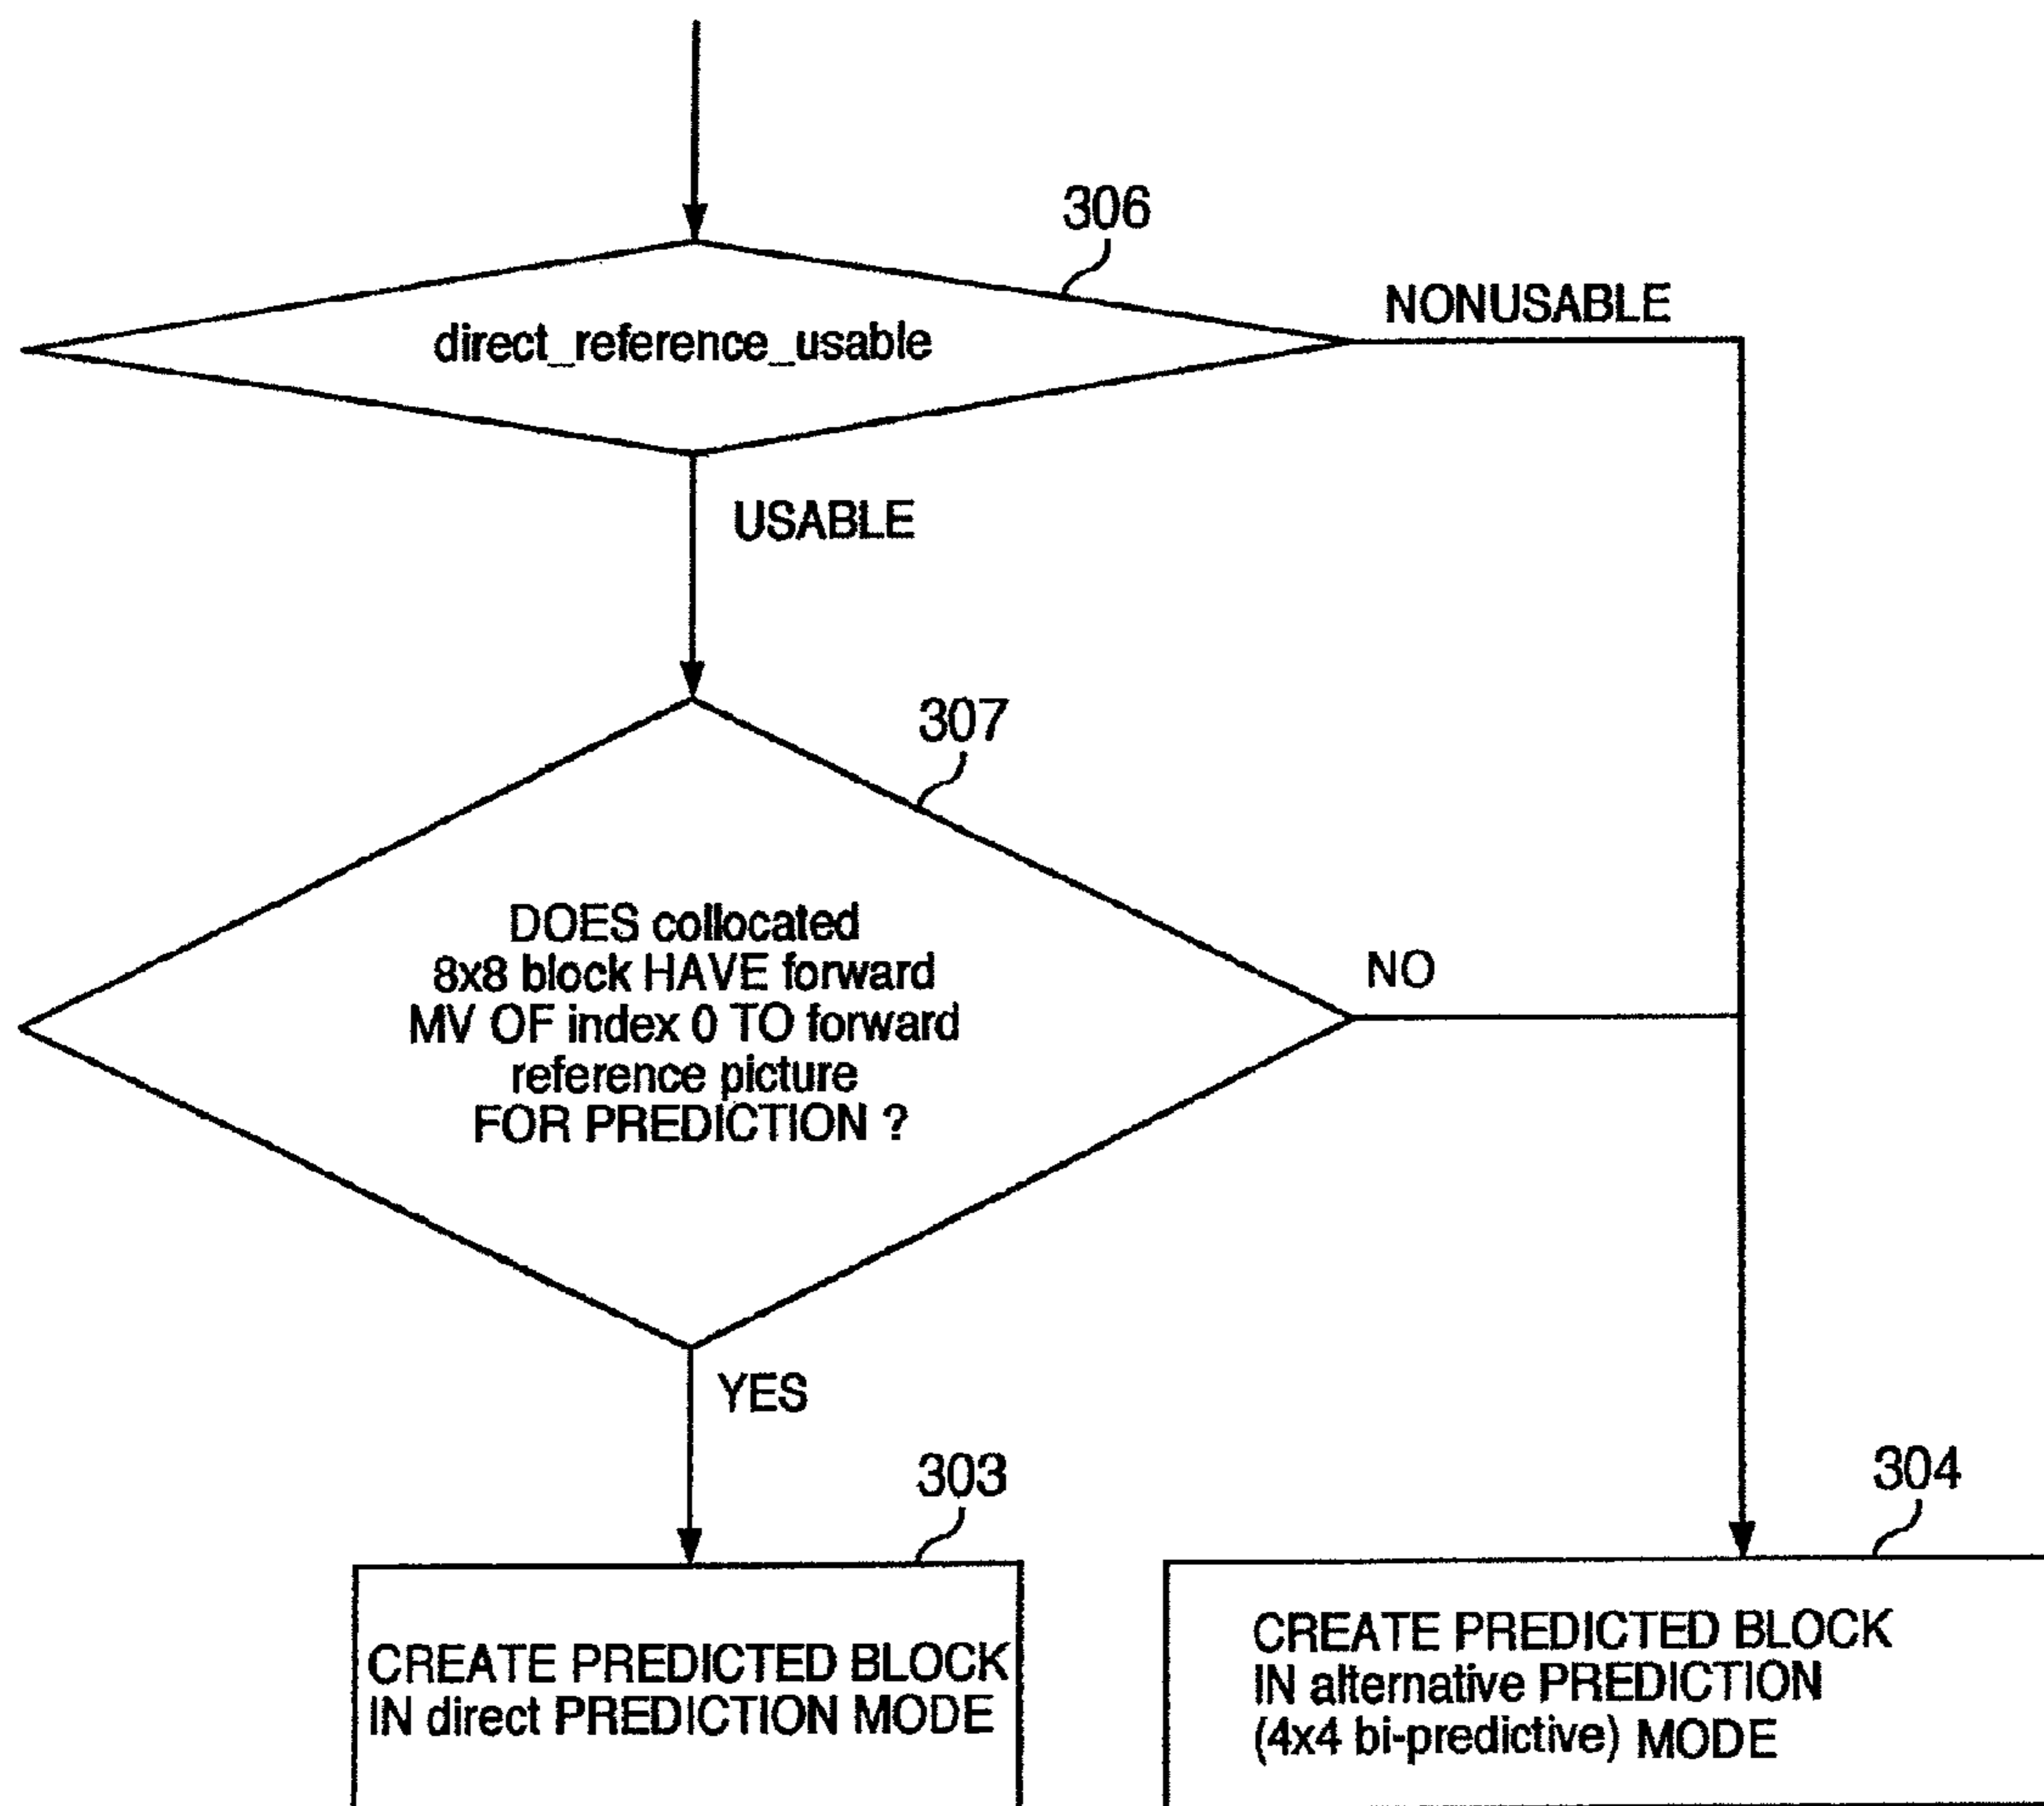 306
NONUSABLE
direct_reference_usable
USABLE
307
DOES collocated
8x8 block HAVE forward
MV OF index 0 TO forward
reference picture
FOR PREDICTION ?
NO
YES
303
304
CREATE PREDICTED BLOCK
IN direct PREDICTION MODE
CREATE PREDICTED BLOCK
IN alternative PREDICTION
(4x4 bi-predictive) MODE